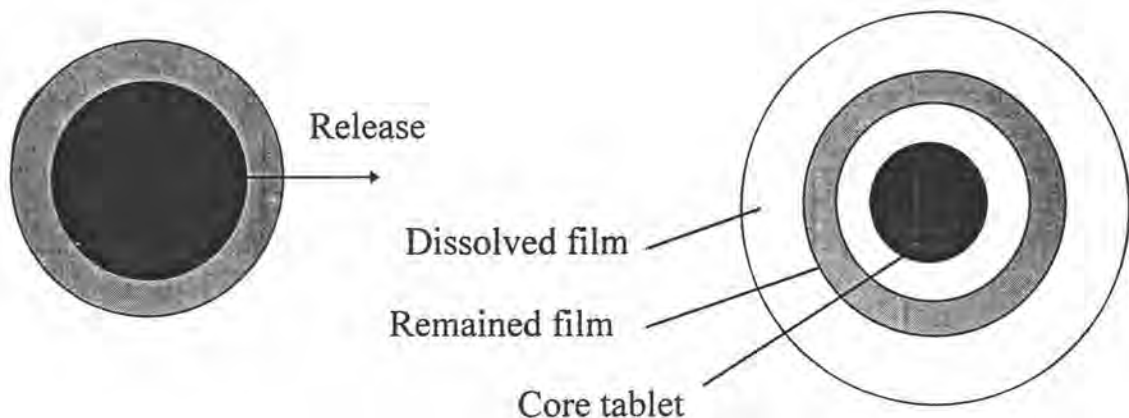 Release
Dissolved film
Remained film
Core tablet